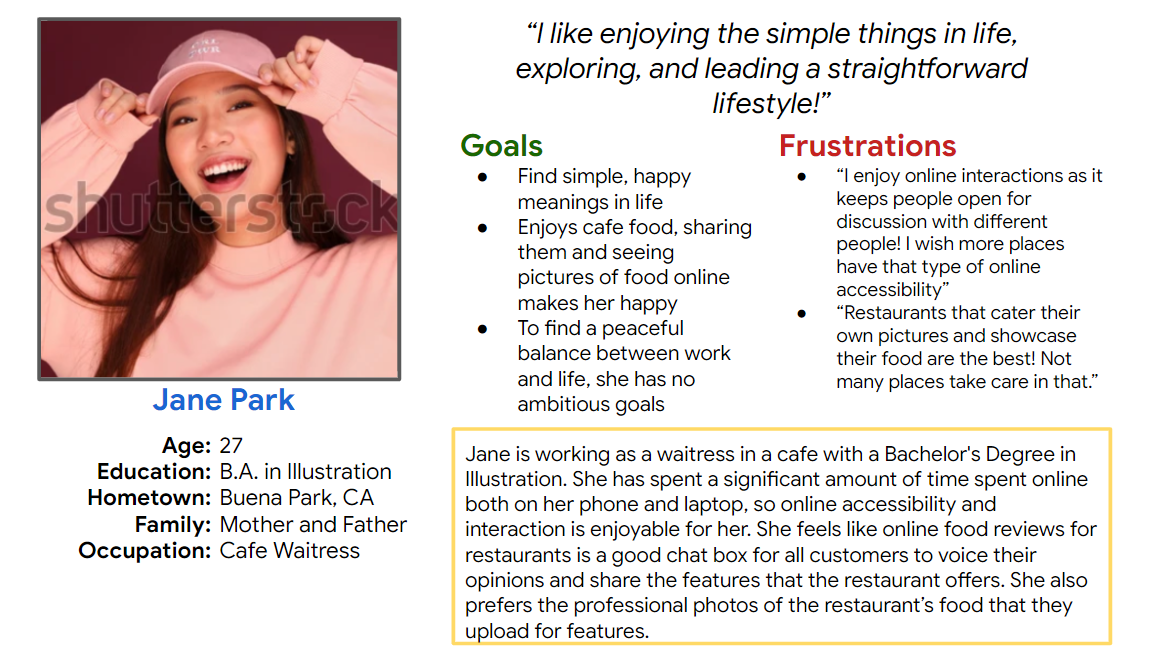 “I like enjoying the simple things in life,
exploring, and leading a straightforward
lifestyle!”
shutterstock
Jane Park
Age: 27
Education: B.A. in Illustration
Hometown: Buena Park, CA
Family: Mother and Father
Occupation: Cafe Waitress
Goals
● Find simple, happy
meanings in life
● Enjoys cafe food, sharing
them and seeing
pictures of food online
makes her happy
● To find a peaceful
balance between work
and life, she has no
ambitious goals
Frustrations
● “I enjoy online interactions as it
keeps people open for
discussion with different
people! I wish more places
have that type of online
accessibility”
● “Restaurants that cater their
own pictures and showcase
their food are the best! Not
many places take care in that.”
Jane is working as a waitress in a cafe with a Bachelor's Degree in
Illustration. She has spent a significant amount of time spent online
both on her phone and laptop, so online accessibility and
interaction is enjoyable for her. She feels like online food reviews for
restaurants is a good chat box for all customers to voice their
opinions and share the features that the restaurant offers. She also
prefers the professional photos of the restaurant’s food that they
upload for features.